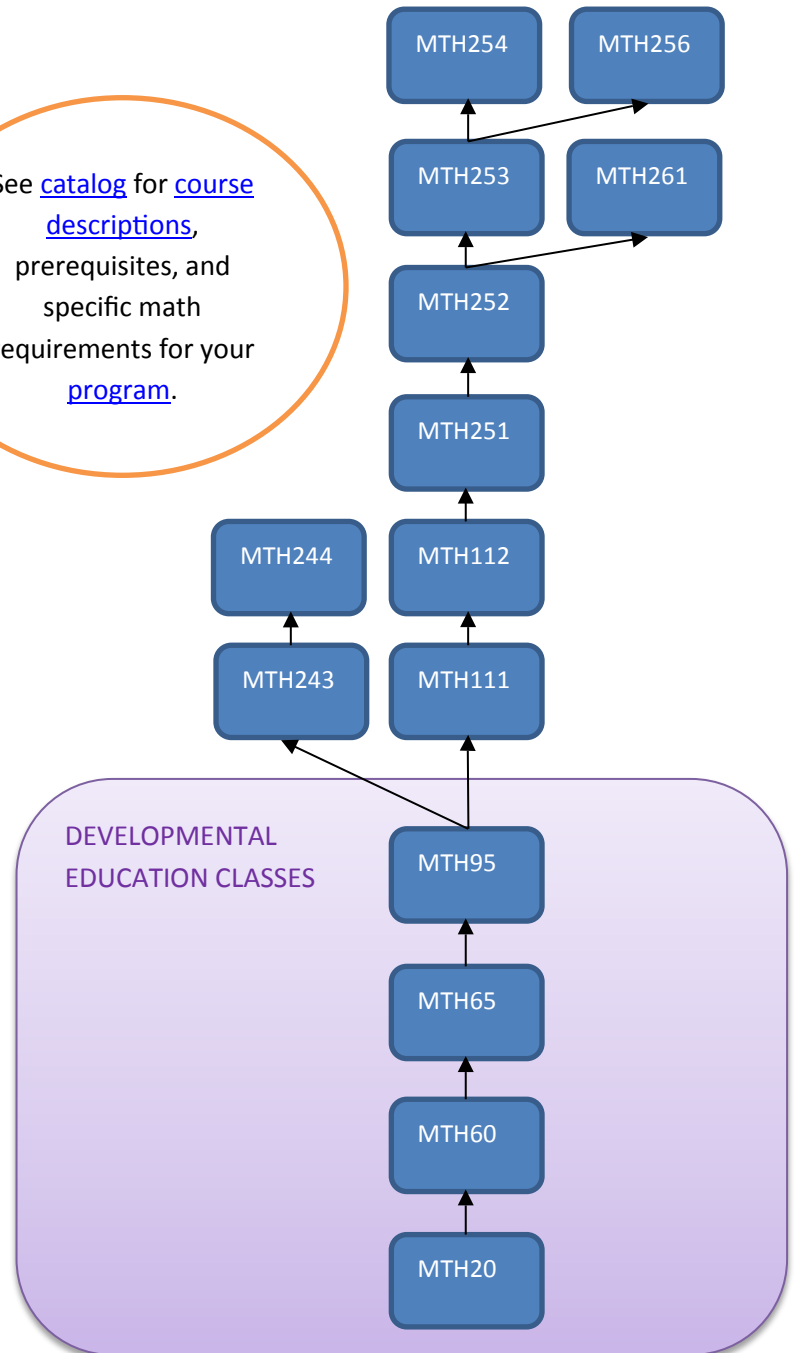 MTH254
MTH256
MTH253
MTH261
See catalog for course
descriptions,
prerequisites, and
specific math
equirements for your
program.
MTH252
MTH251
MTH244
MTH112
MTH243
MTH111
DEVELOPMENTAL
EDUCATION CLASSES
MTH95
MTH65
MTH60
MTH20